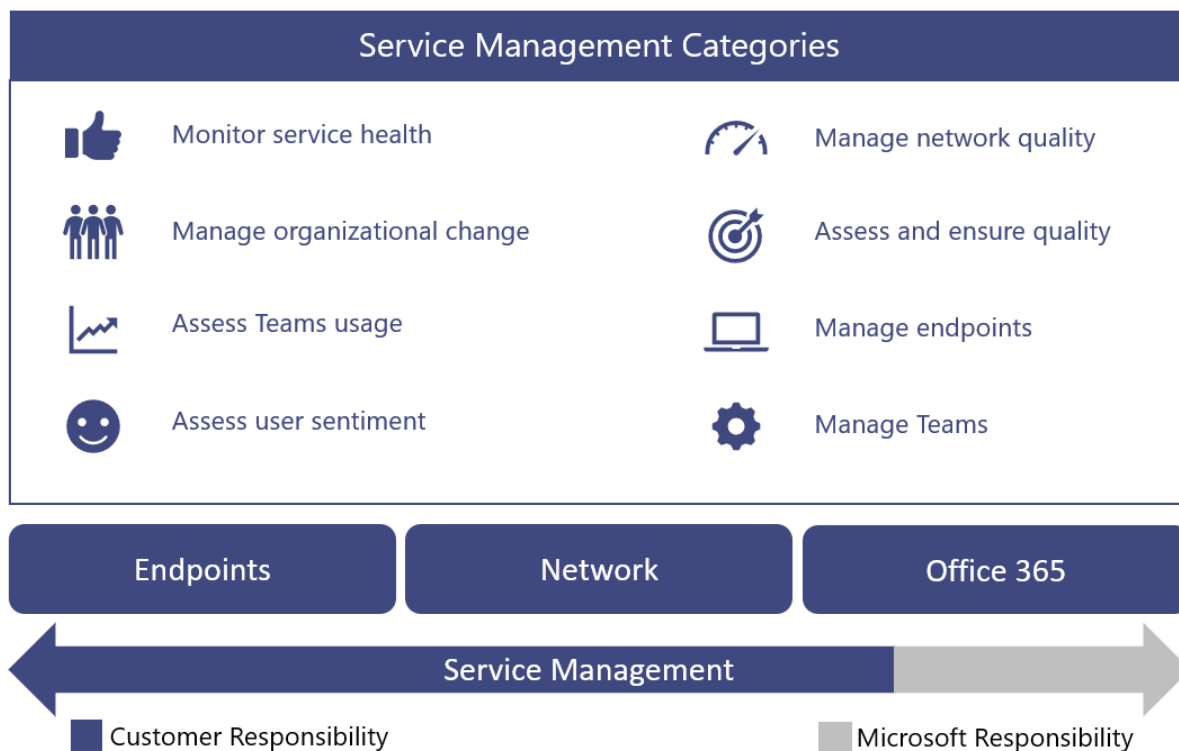 Service Management Categories
Monitor service health
Manage network quality
Manage organizational change
Assess and ensure quality
Assess Teams usage
Manage endpoints
Assess user sentiment
Manage Teams
Endpoints
Network
Office 365
Service Management
Customer Responsibility
Microsoft Responsibility